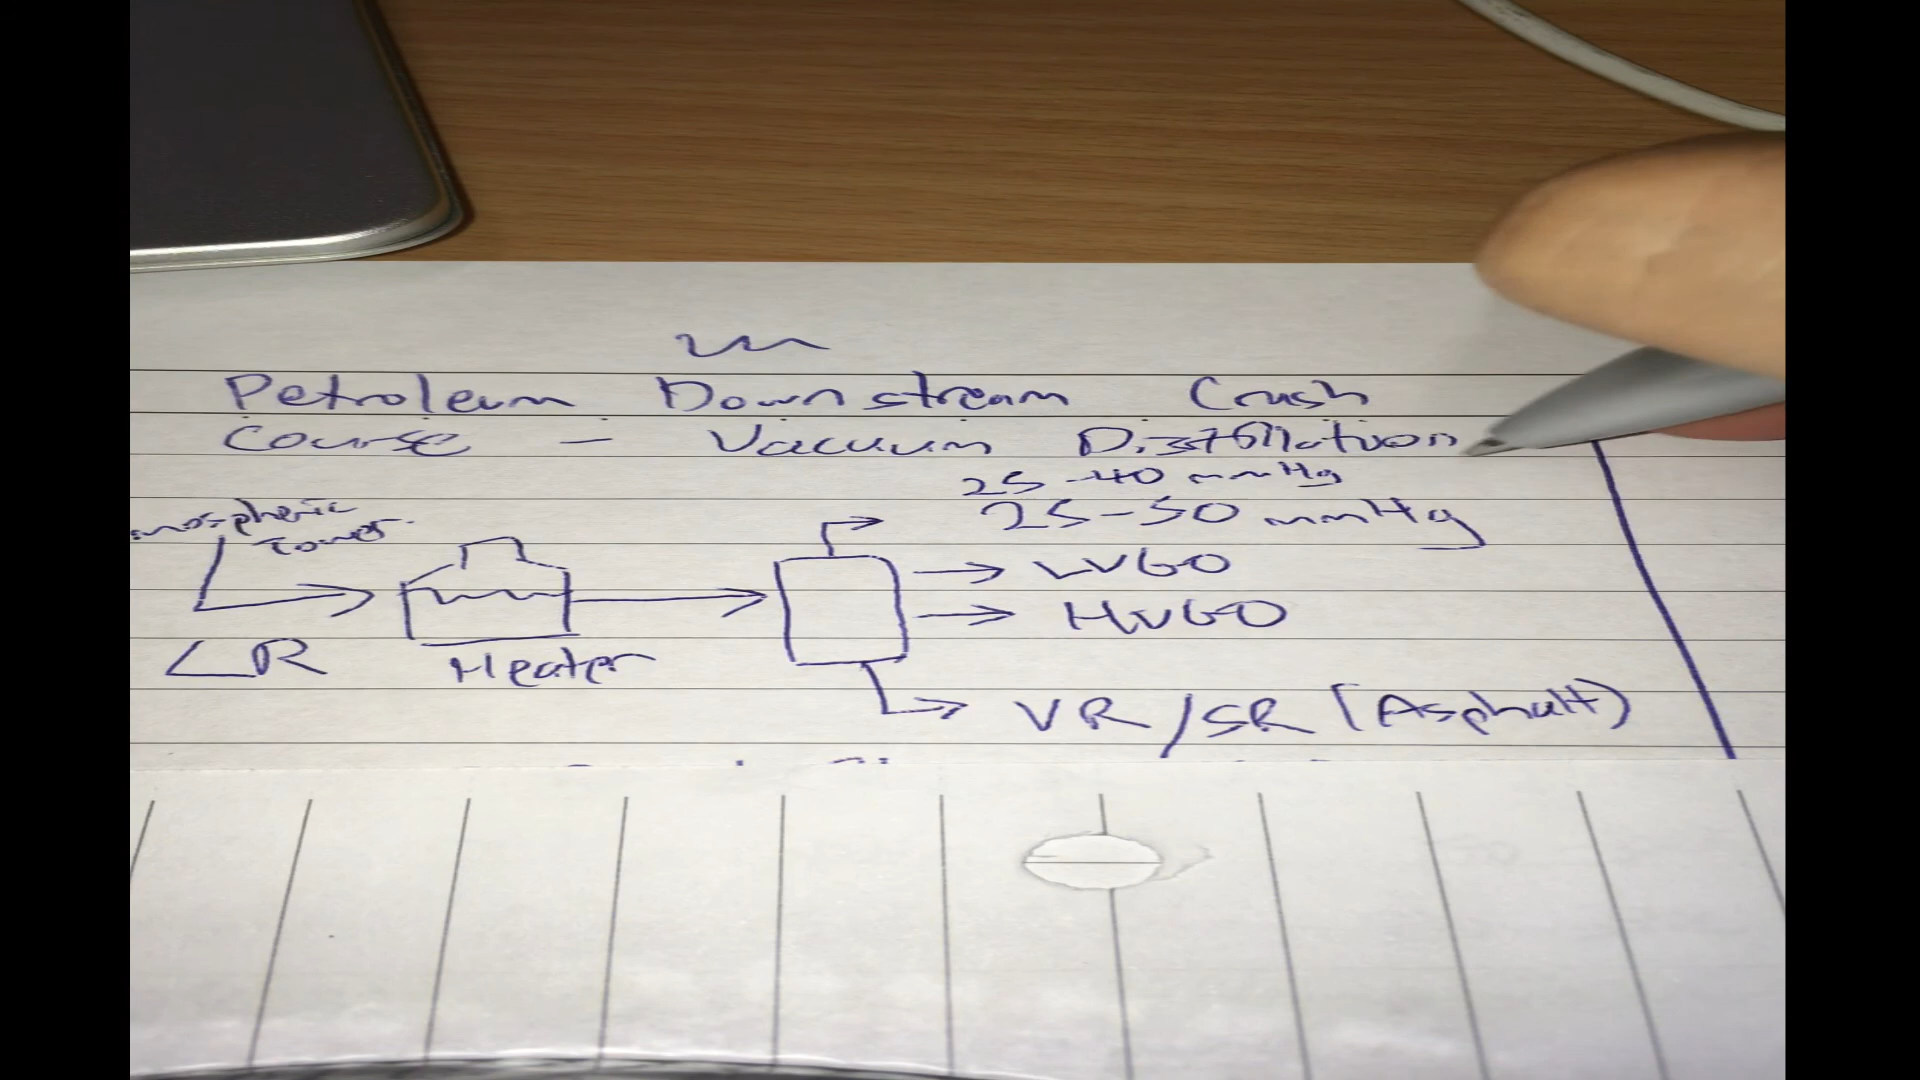 Petroleum Downstream Crash
Course - Vacuum Distillation
25-40 mmHg
25-50 mmHg
mospheric
Tower
LVGO
HVGO
LR
Heater
VR/SR (Asphalt)